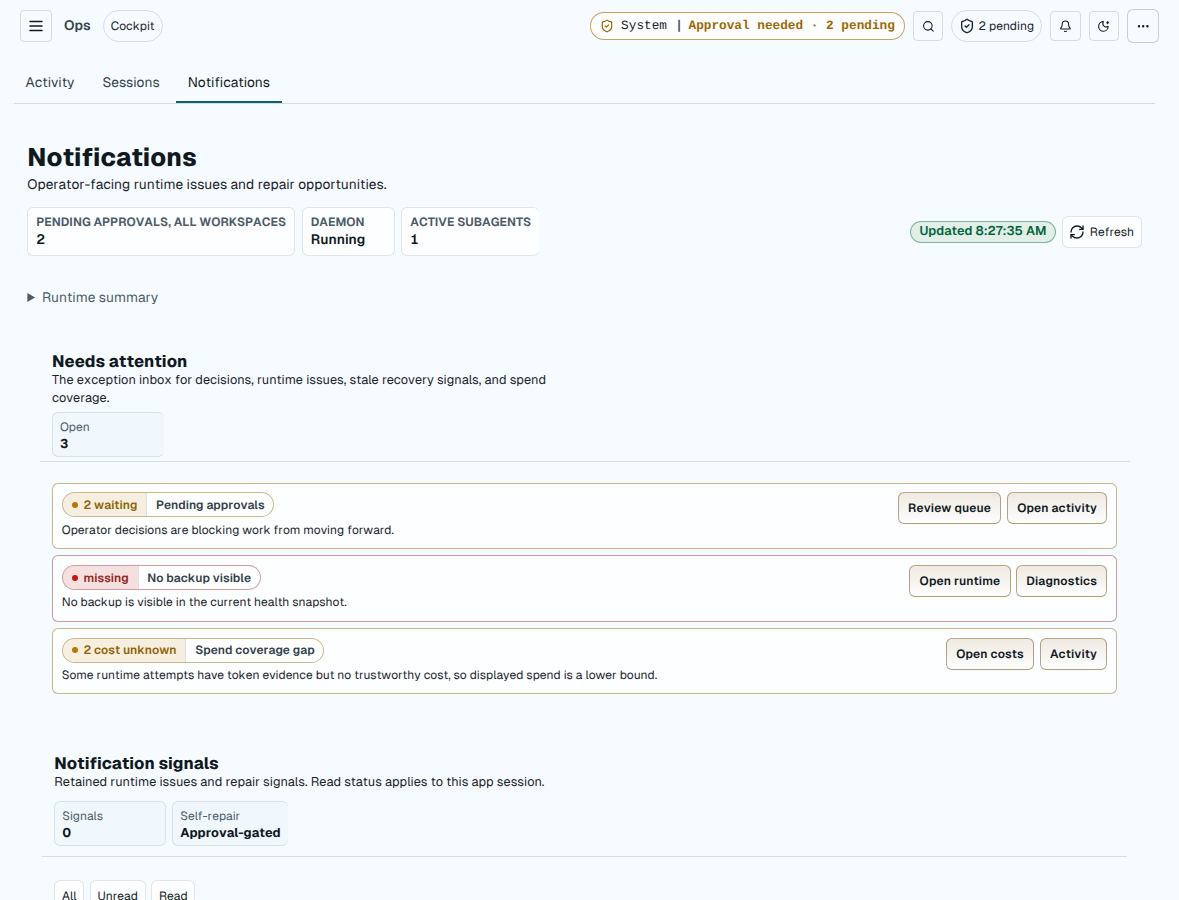 Ops Cockpit System | Approval needed · 2 pending 2 pending
Activity Sessions Notifications
Notifications
Operator-facing runtime issues and repair opportunities.
PENDING APPROVALS, ALL WORKSPACES
2
DAEMON
Running
ACTIVE SUBAGENTS
1
Updated 8:27:35 AM
Refresh
Runtime summary
Needs attention
The exception inbox for decisions, runtime issues, stale recovery signals, and spend
coverage.
Open
3
2 waiting Pending approvals
Operator decisions are blocking work from moving forward.
Review queue Open activity
missing No backup visible
No backup is visible in the current health snapshot.
Open runtime Diagnostics
2 cost unknown Spend coverage gap
Some runtime attempts have token evidence but no trustworthy cost, so displayed spend is a lower bound.
Open costs Activity
Notification signals
Retained runtime issues and repair signals. Read status applies to this app session.
Signals
0
Self-repair
Approval-gated
All Unread Read